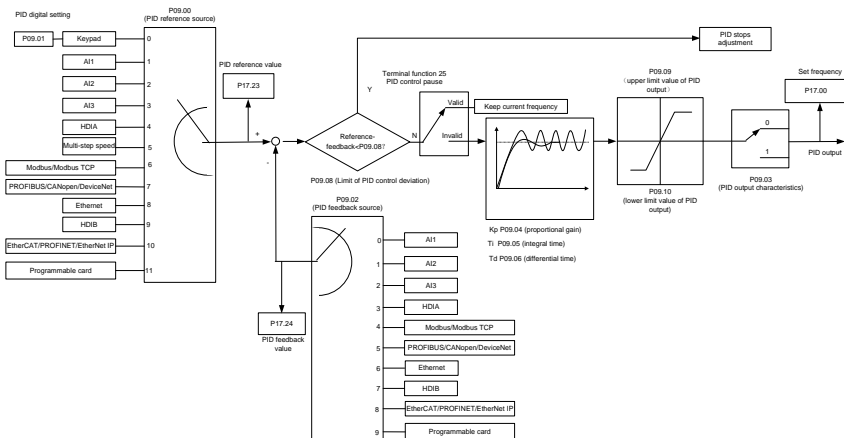 PID digital setting
P09.00
(PID reference source)
P09.01
Keypad
0
AI1
1
AI2
2
AI3
3
HDIA
4
Multi-step speed
5
Modbus/Modbus TCP
6
PROFIBUS/CANopen/DeviceNet
7
Ethernet
8
HDIB
9
EtherCAT/PROFINET/EtherNet IP
10
Programmable card
11
PID reference value
P17.23
+
-
Reference-
feedback<P09.08?
Y
N
P09.08 (Limit of PID control deviation)
PID stops
adjustment
Terminal function 25
PID control pause
Valid
Invalid
Keep current frequency
Kp P09.04 (proportional gain)
Ti P09.05 (integral time)
Td P09.06 (differential time)
P09.09
(upper limit value of PID
output)
P09.10
(lower limit value of PID
output)
0
1
P09.03
(PID output characteristics)
Set frequency
P17.00
PID output
P09.02
(PID feedback source)
P17.24
PID feedback
value
0
AI1
1
AI2
2
AI3
3
HDIA
4
Modbus/Modbus TCP
5
PROFIBUS/CANopen/DeviceNet
6
Ethernet
7
HDIB
8
EtherCAT/PROFINET/EtherNet IP
9
Programmable card